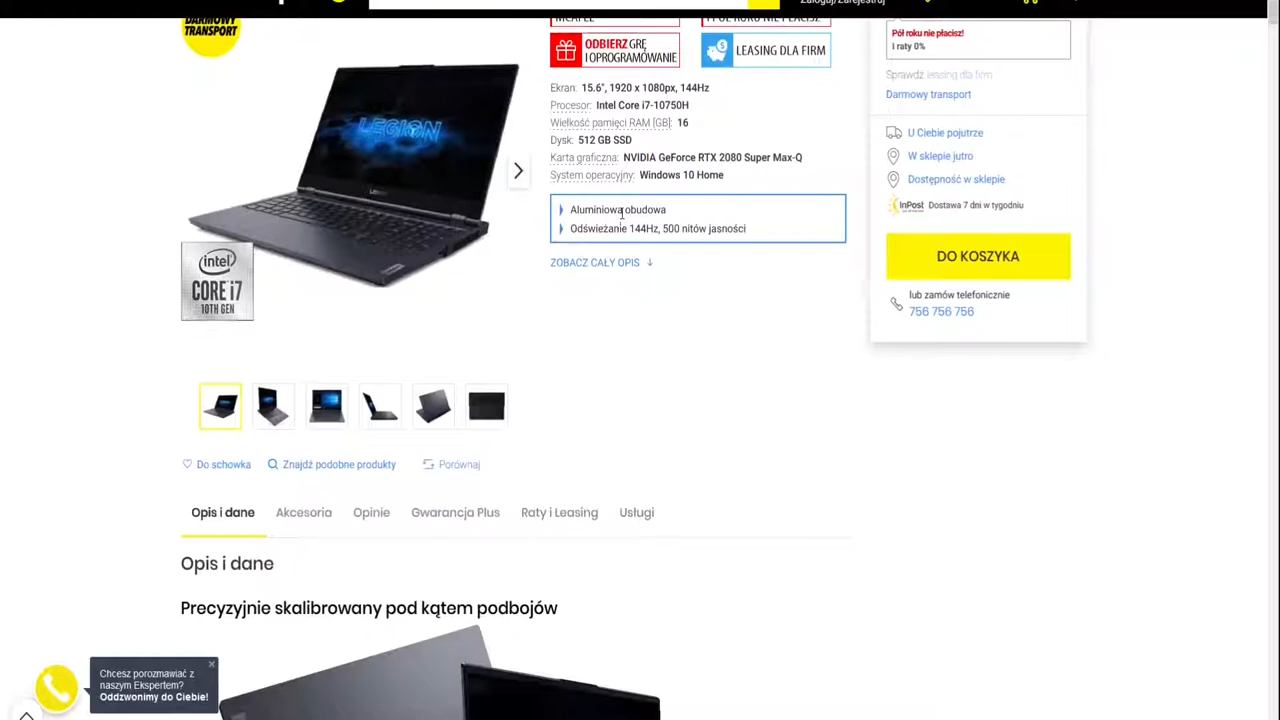 Zaloguj/Zarejestruj
DARMOWY
TRANSPORT
MCAFEE
I PÓŁ ROKU NIE PŁACISZ
ODBIERZ GRĘ
I OPROGRAMOWANIE
LEASING DLA FIRM
Ekran: 15.6", 1920 x 1080px, 144Hz
Procesor: Intel Core i7-10750H
Wielkość pamięci RAM [GB]: 16
Dysk: 512 GB SSD
Karta graficzna: NVIDIA GeForce RTX 2080 Super Max-Q
System operacyjny: Windows 10 Home
Aluminiowa obudowa
Odświeżanie 144Hz, 500 nitów jasności
ZOBACZ CAŁY OPIS
LEGION
intel
CORE i7
10TH GEN
Pół roku nie płacisz!
I raty 0%
Sprawdź leasing dla firm
Darmowy transport
U Ciebie pojutrze
W sklepie jutro
Dostępność w sklepie
InPost Dostawa 7 dni w tygodniu
DO KOSZYKA
lub zamów telefonicznie
756 756 756
Do schowka
Znajdź podobne produkty
Porównaj
Opis i dane
Akcesoria
Opinie
Gwarancja Plus
Raty i Leasing
Usługi
Opis i dane
Precyzyjnie skalibrowany pod kątem podbojów
Chcesz porozmawiać z
naszym Ekspertem?
Oddzwonimy do Ciebie!